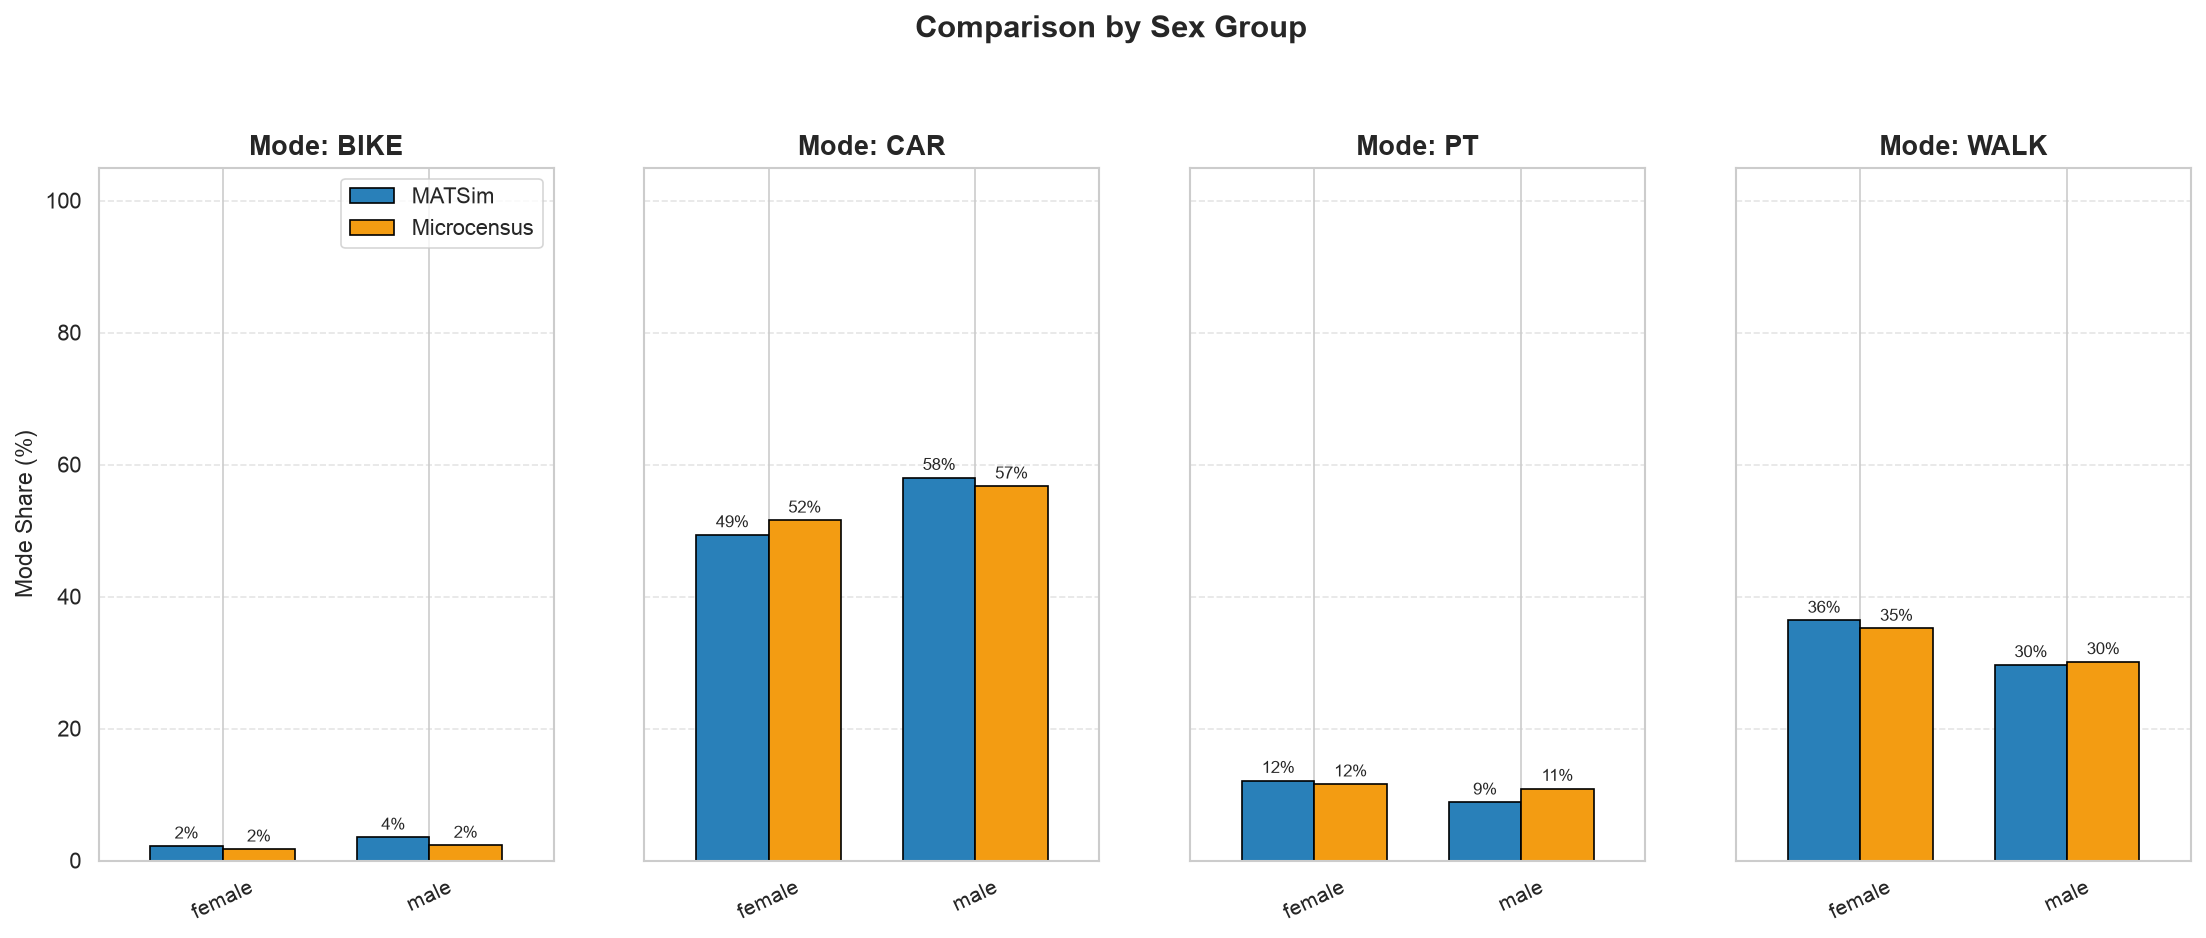 Comparison by Sex Group
Mode: BIKE
Mode: CAR
Mode: PT
Mode: WALK
MATSim
Microcensus
Mode Share (%)
100
80
60
40
20
0
2%
2%
4%
2%
49%
52%
58%
57%
12%
12%
9%
11%
36%
35%
30%
30%
female
male
female
male
female
male
female
male